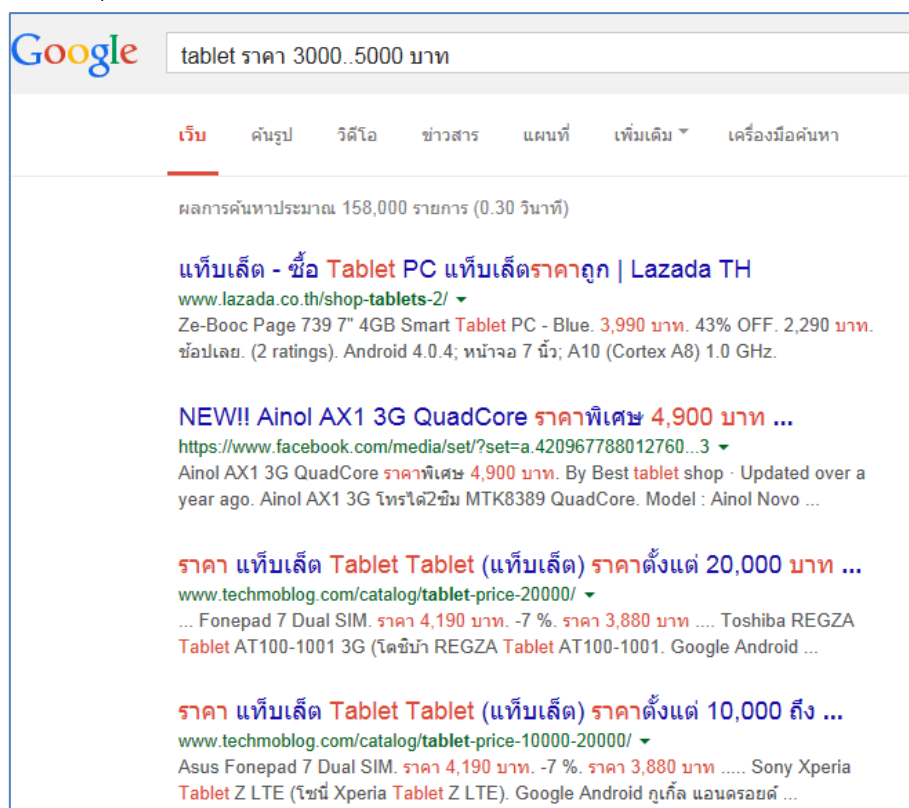 Google
tablet ราคา 3000..5000 บาท
เว็บ ค้นรูป วิดีโอ ข่าวสาร แผนที่ เพิ่มเติม เครื่องมือค้นหา
ผลการค้นหาประมาณ 158,000 รายการ (0.30 วินาที)
แท็บเล็ต - ซื้อ Tablet PC แท็บเล็ตราคาถูก | Lazada TH
www.lazada.co.th/shop-tablets-2/
Ze-Booc Page 739 7" 4GB Smart Tablet PC - Blue. 3,990 บาท. 43% OFF. 2,290 บาท.
ช้อปเลย. (2 ratings). Android 4.0.4; หน้าจอ 7 นิ้ว; A10 (Cortex A8) 1.0 GHz.
NEW!! Ainol AX1 3G QuadCore ราคาพิเศษ 4,900 บาท ...
https://www.facebook.com/media/set/?set=a.420967788012760...3
Ainol AX1 3G QuadCore ราคาพิเศษ 4,900 บาท. By Best tablet shop · Updated over a
year ago. Ainol AX1 3G โทรได้2ซิม MTK8389 QuadCore. Model : Ainol Novo ...
ราคา แท็บเล็ต Tablet Tablet (แท็บเล็ต) ราคาตั้งแต่ 20,000 บาท ...
www.techmoblog.com/catalog/tablet-price-20000/
... Fonepad 7 Dual SIM. ราคา 4,190 บาท. -7 %. ราคา 3,880 บาท .... Toshiba REGZA
Tablet AT100-1001 3G (โตชิบ้า REGZA Tablet AT100-1001. Google Android ...
ราคา แท็บเล็ต Tablet Tablet (แท็บเล็ต) ราคาตั้งแต่ 10,000 ถึง ...
www.techmoblog.com/catalog/tablet-price-10000-20000/
Asus Fonepad 7 Dual SIM. ราคา 4,190 บาท. -7 %. ราคา 3,880 บาท ..... Sony Xperia
Tablet Z LTE (โซนี่ Xperia Tablet Z LTE). Google Android กูเกิ้ล แอนดรอยด์ ...